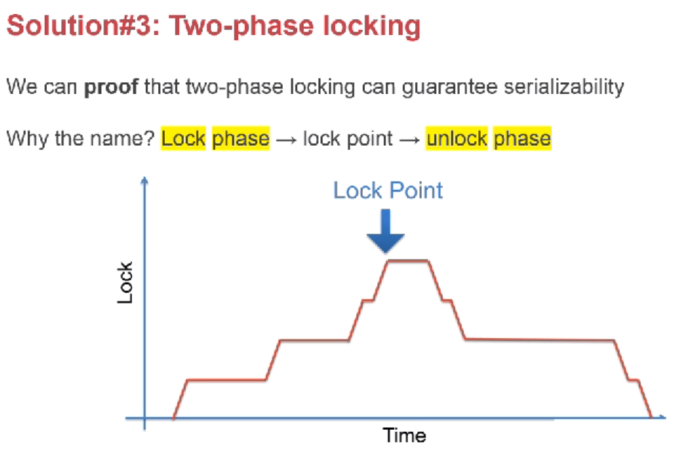 Solution#3: Two-phase locking
We can proof that two-phase locking can guarantee serializability
Why the name? Lock phase → lock point → unlock phase
Lock Point
Lock
Time